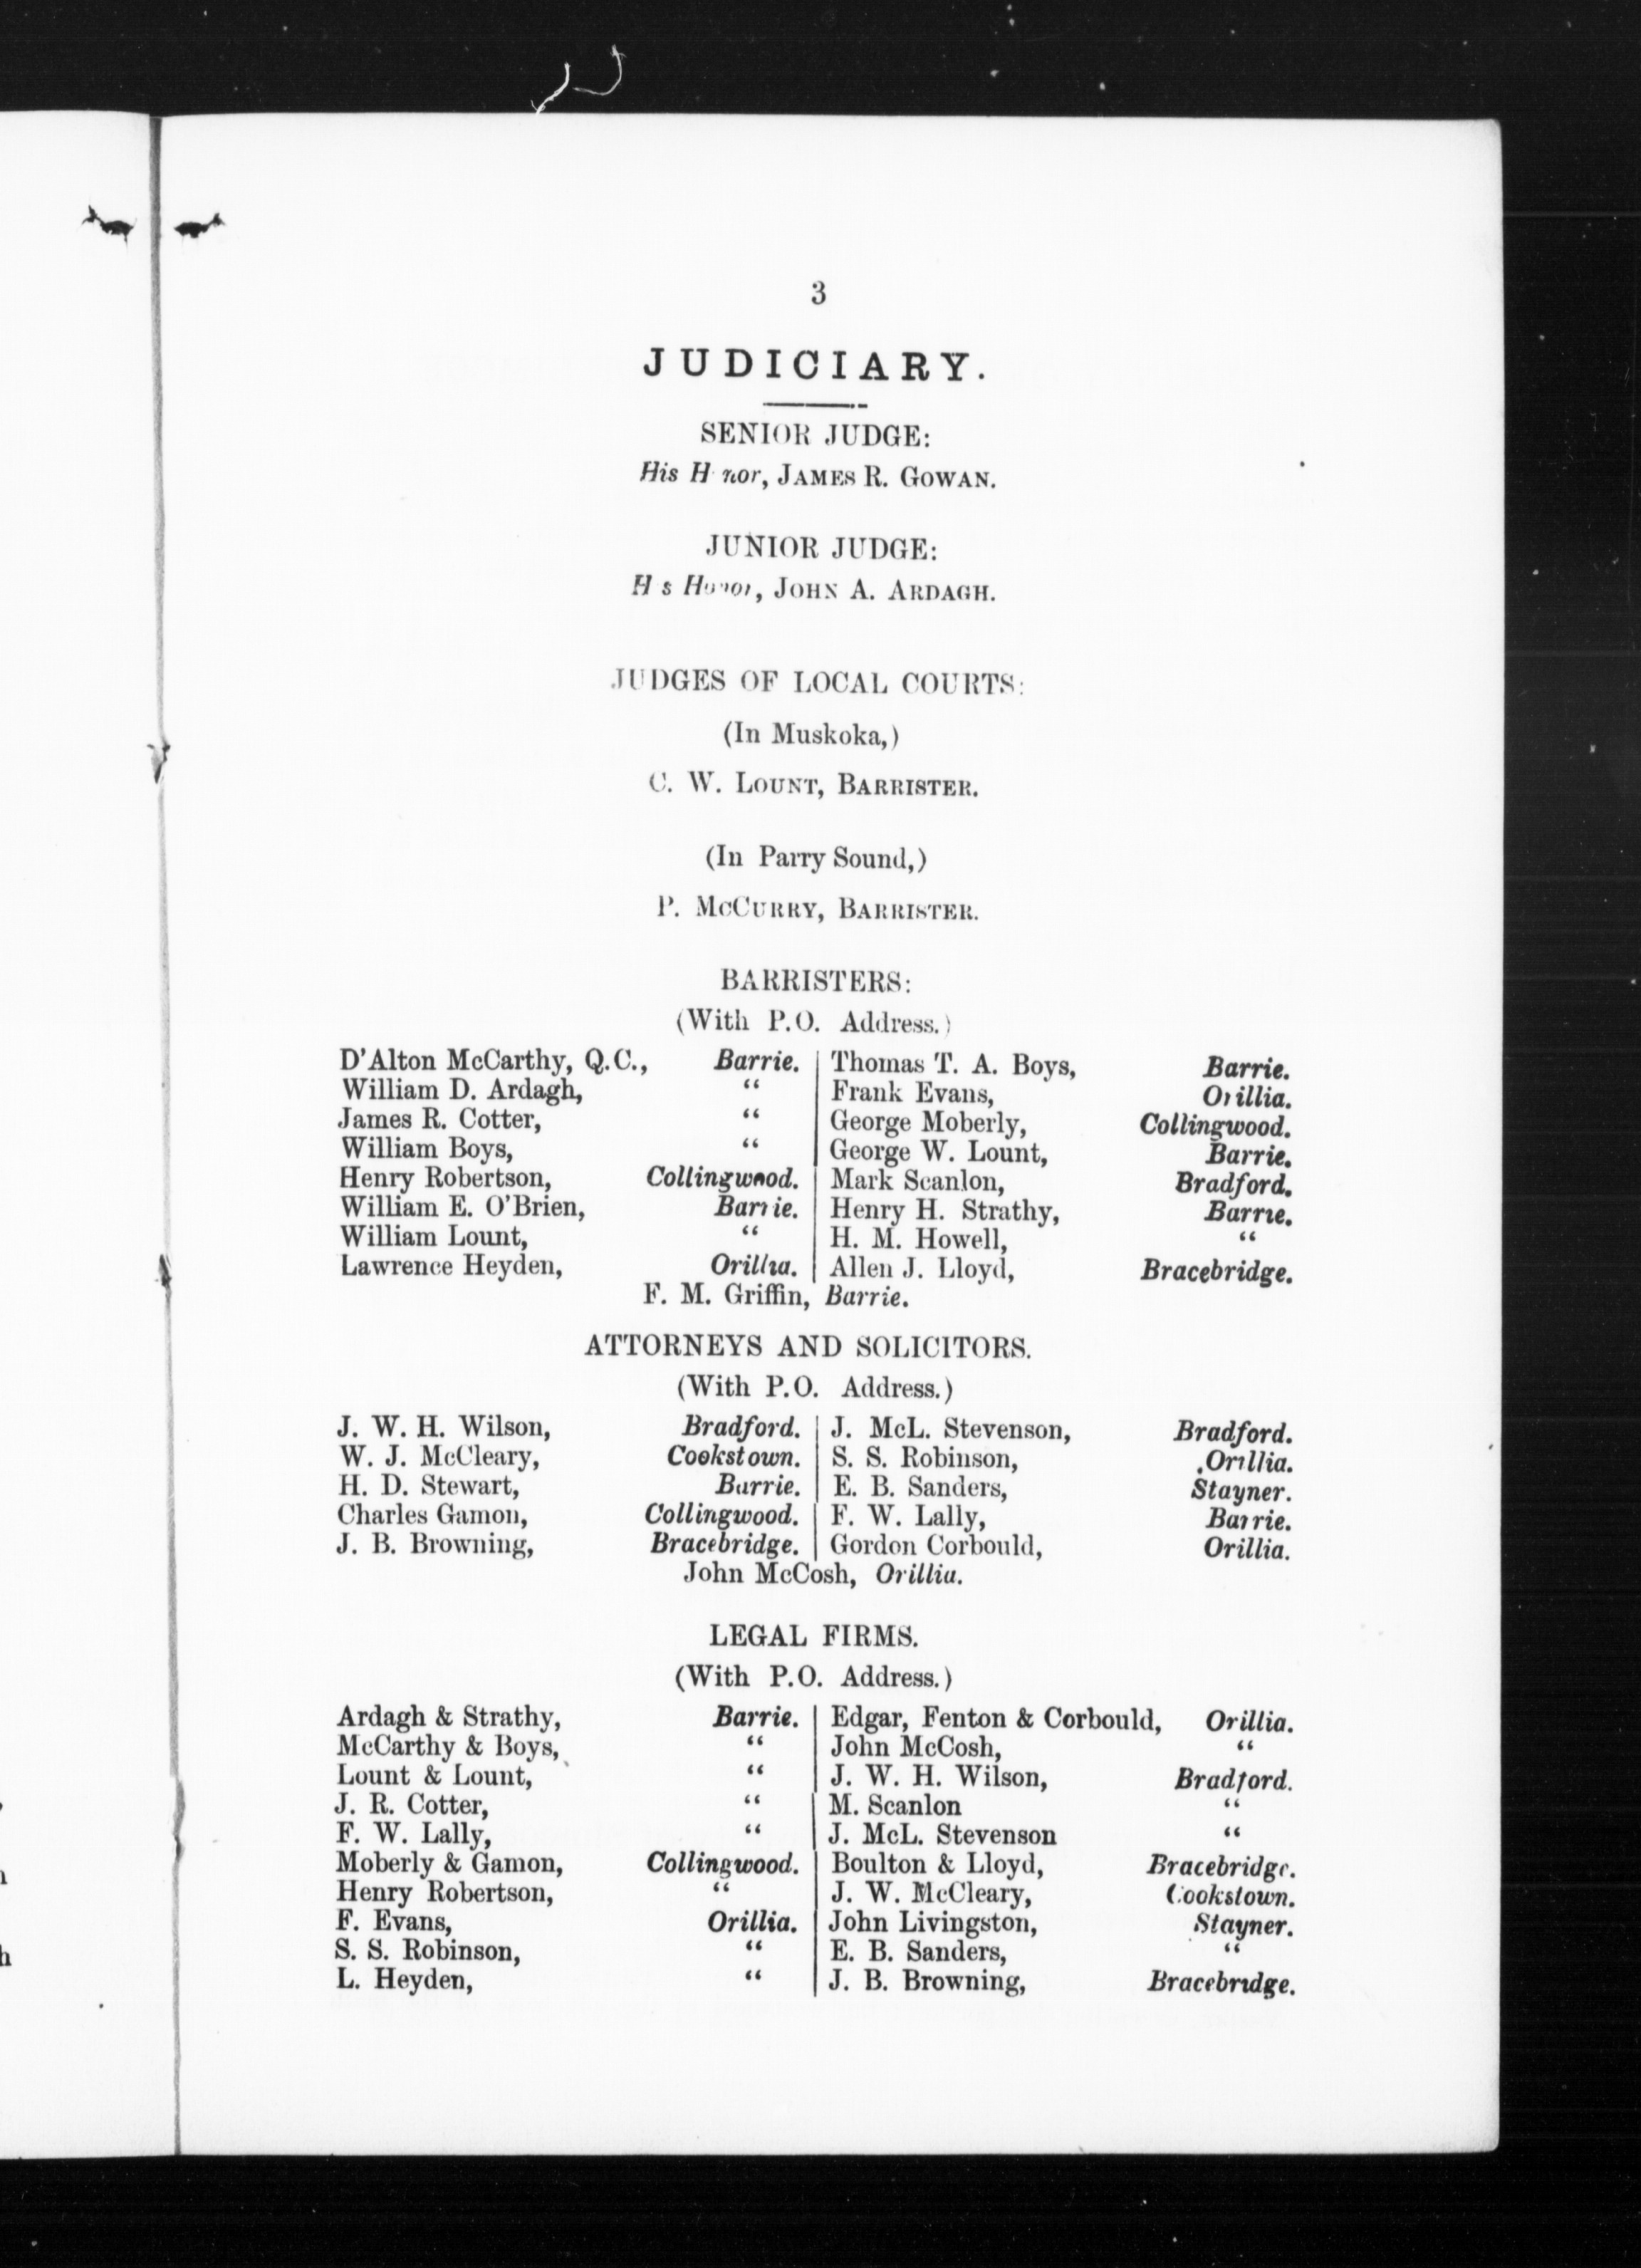 3
JUDICIARY.
SENIOR JUDGE:
His Honor, JAMES R. GOWAN.
JUNIOR JUDGE:
His Honor, JOHN A. ARDAGH.
JUDGES OF LOCAL COURTS:
(In Muskoka,)
C. W. LOUNT, BARRISTER.
(In Parry Sound,)
P. MCCURRY, BARRISTER.
BARRISTERS:
(With P.O. Address.)
D'Alton McCarthy, Q.C., Barrie.
William D. Ardagh, “
James R. Cotter, “
William Boys, “
Henry Robertson, Collingwood.
William E. O'Brien, Barrie.
William Lount, “
Lawrence Heyden, Orillia.
Thomas T. A. Boys, Barrie.
Frank Evans, Orillia.
George Moberly, Collingwood.
George W. Lount, Barrie.
Mark Scanlon, Bradford.
Henry H. Strathy, Barrie.
H. M. Howell, “
Allen J. Lloyd, Bracebridge.
F. M. Griffin, Barrie.
ATTORNEYS AND SOLICITORS.
(With P.O. Address.)
J. W. H. Wilson, Bradford.
W. J. McCleary, Cookstown.
H. D. Stewart, Barrie.
Charles Gamon, Collingwood.
J. B. Browning, Bracebridge.
J. McL. Stevenson, Bradford.
S. S. Robinson, Orillia.
E. B. Sanders, Stayner.
F. W. Lally, Barrie.
Gordon Corbould, Orillia.
John McCosh, Orillia.
LEGAL FIRMS.
(With P.O. Address.)
Ardagh & Strathy, Barrie.
McCarthy & Boys, “
Lount & Lount, “
J. R. Cotter, “
F. W. Lally, “
Moberly & Gamon, Collingwood.
Henry Robertson, “
F. Evans, Orillia.
S. S. Robinson, “
L. Heyden, “
Edgar, Fenton & Corbould, Orillia.
John McCosh, “
J. W. H. Wilson, Bradford.
M. Scanlon “
J. McL. Stevenson “
Boulton & Lloyd, Bracebridge.
J. W. McCleary, Cookstown.
John Livingston, Stayner.
E. B. Sanders, “
J. B. Browning, Bracebridge.